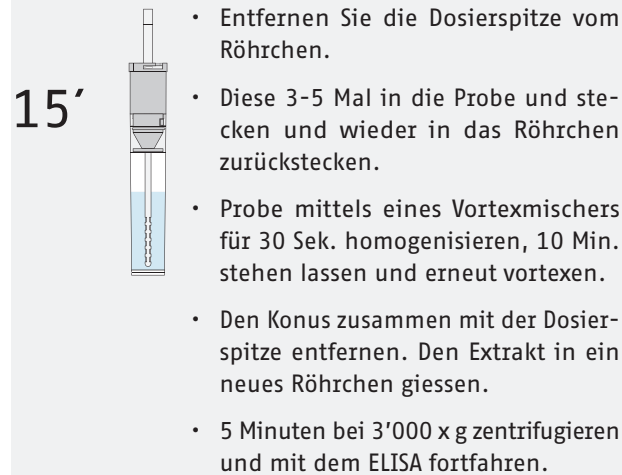 15′
· Entfernen Sie die Dosierspitze vom
Röhrchen.
· Diese 3-5 Mal in die Probe und ste-
cken und wieder in das Röhrchen
zurückstecken.
· Probe mittels eines Vortexmischers
für 30 Sek. homogenisieren, 10 Min.
stehen lassen und erneut vortexen.
· Den Konus zusammen mit der Dosier-
spitze entfernen. Den Extrakt in ein
neues Röhrchen giessen.
· 5 Minuten bei 3’000 x g zentrifugieren
und mit dem ELISA fortfahren.